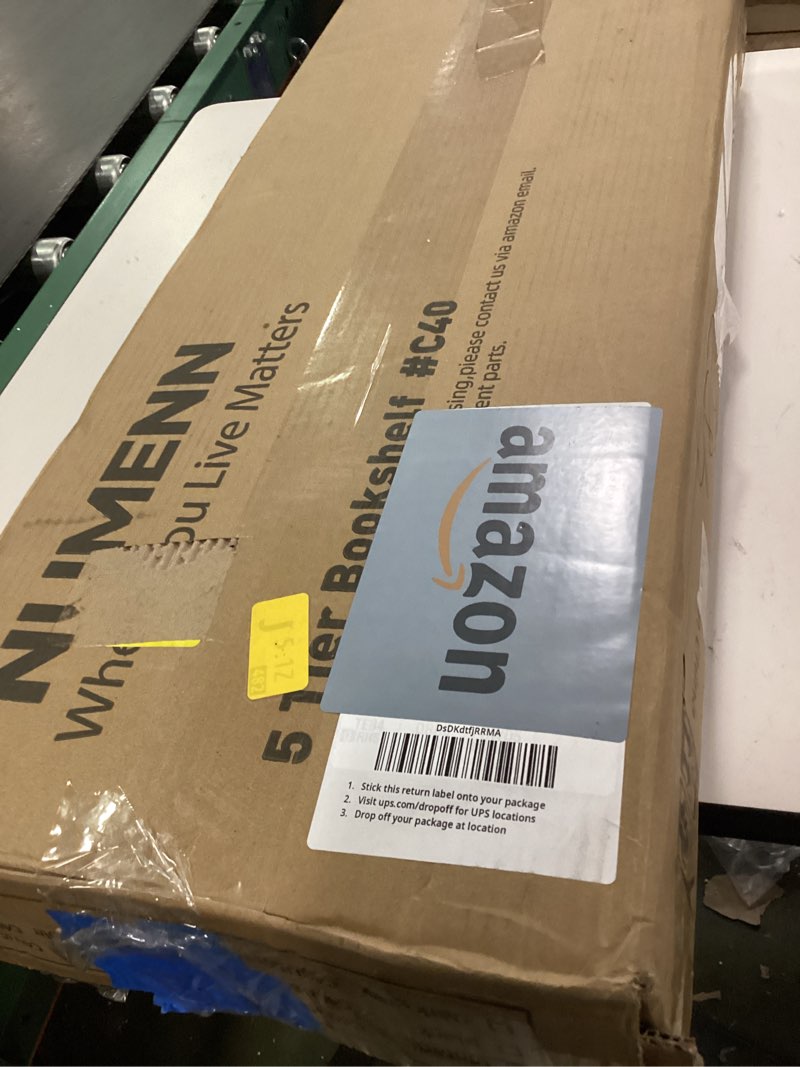 NUMENN
Whe ou Live Matters
5 Tier Bookshelf #C40
sing,please contact us via amazon email.
ent parts.
amazon
DsDKdtfjRRMA
1. Stick this return label onto your package
2. Visit ups.com/dropoff for UPS locations
3. Drop off your package at location